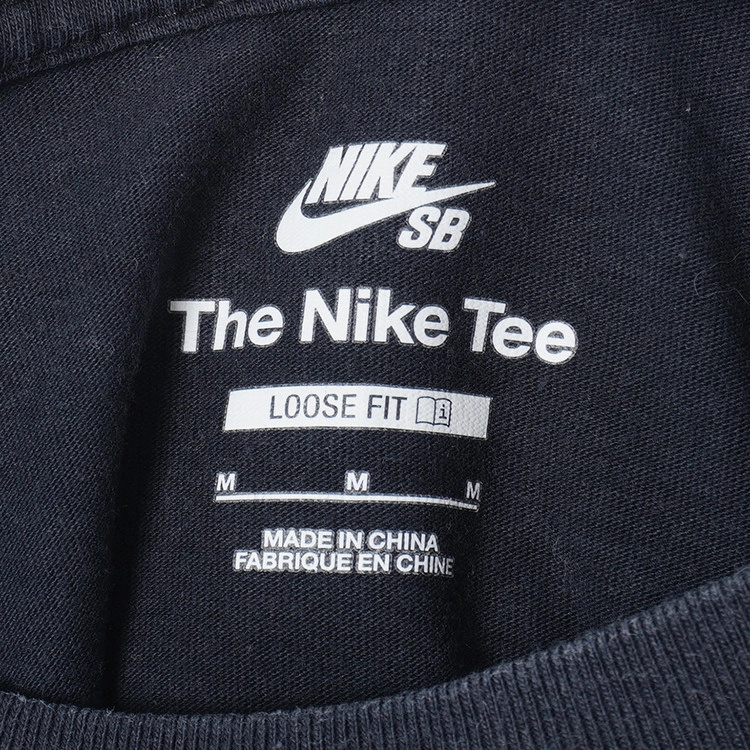 NIKE
SB
The Nike Tee
LOOSE FIT i
M M M
MADE IN CHINA
FABRIQUE EN CHINE